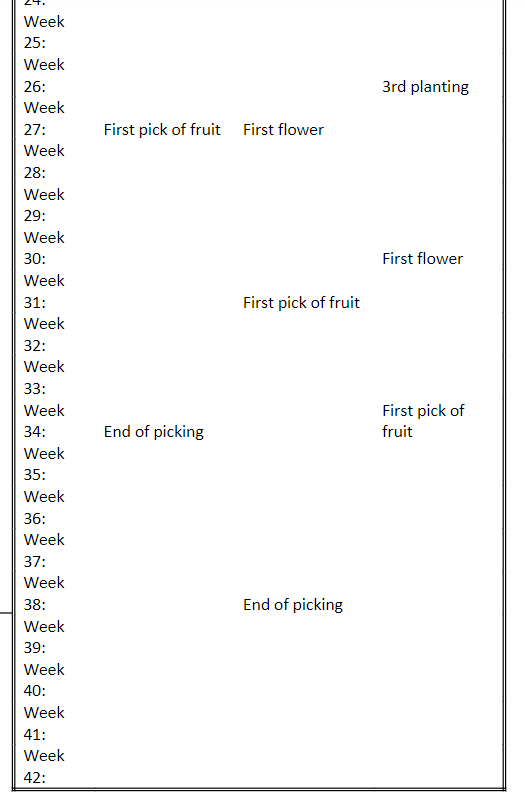 24:
Week
25:
Week
26: 3rd planting
Week
27: First pick of fruit First flower
Week
28:
Week
29:
Week
30: First flower
Week
31: First pick of fruit
Week
32:
Week
33:
Week First pick of
34: End of picking fruit
Week
35:
Week
36:
Week
37:
Week
38: End of picking
Week
39:
Week
40:
Week
41:
Week
42: